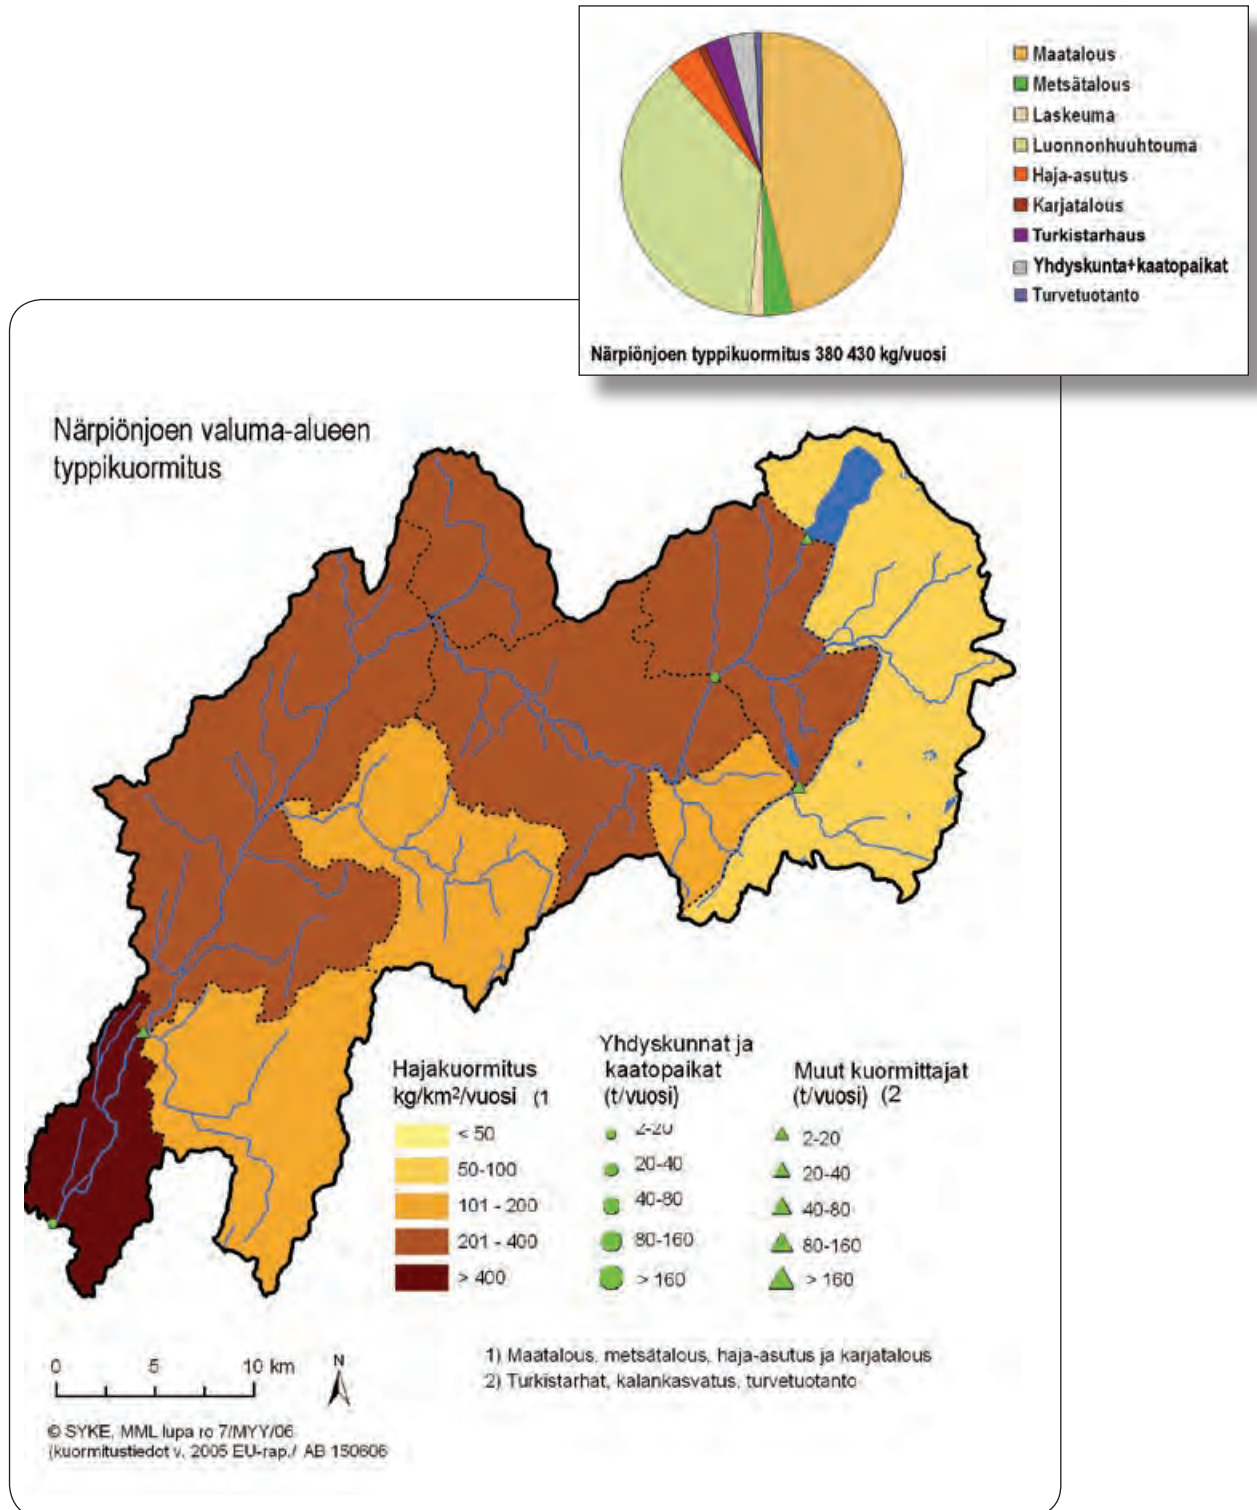 Maatalous
Metsätalous
Laskeuma
Luonnonhuuhtouma
Haja-asutus
Karjatalous
Turkistarhaus
Yhdyskunta+kaatopaikat
Turvetuotanto
Närpiönjoen typpikuormitus 380 430 kg/vuosi
Närpiönjoen valuma-alueen
typpikuormitus
Hajakuormitus
kg/km²/vuosi (1
< 50
50-100
101 - 200
201 - 400
> 400
Yhdyskunnat ja
kaatopaikat
(t/vuosi)
2-20
20-40
40-80
80-160
> 160
Muut kuormittajat
(t/vuosi) (2
2-20
20-40
40-80
80-160
> 160
0 5 10 km
N
1) Maatalous, metsätalous, haja-asutus ja karjatalous
2) Turkistarhat, kalankasvatus, turvetuotanto
© SYKE, MML lupa ro 7/MYY/06
(kuormitustiedot v. 2005 EU-rap./ AB 150606